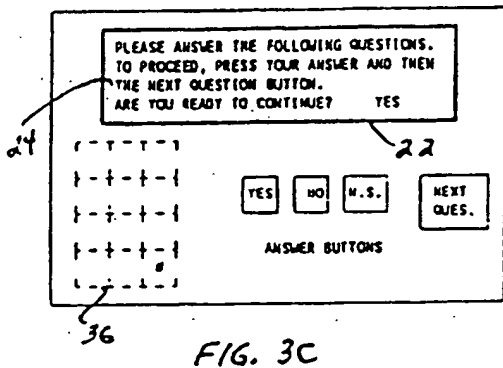 PLEASE ANSWER THE FOLLOWING QUESTIONS.
TO PROCEED, PRESS YOUR ANSWER AND THEN
THE NEXT QUESTION BUTTON.
ARE YOU READY TO CONTINUE? YES
24
22
YES NO N.S. NEXT QUES.
ANSWER BUTTONS
36
FIG. 3C